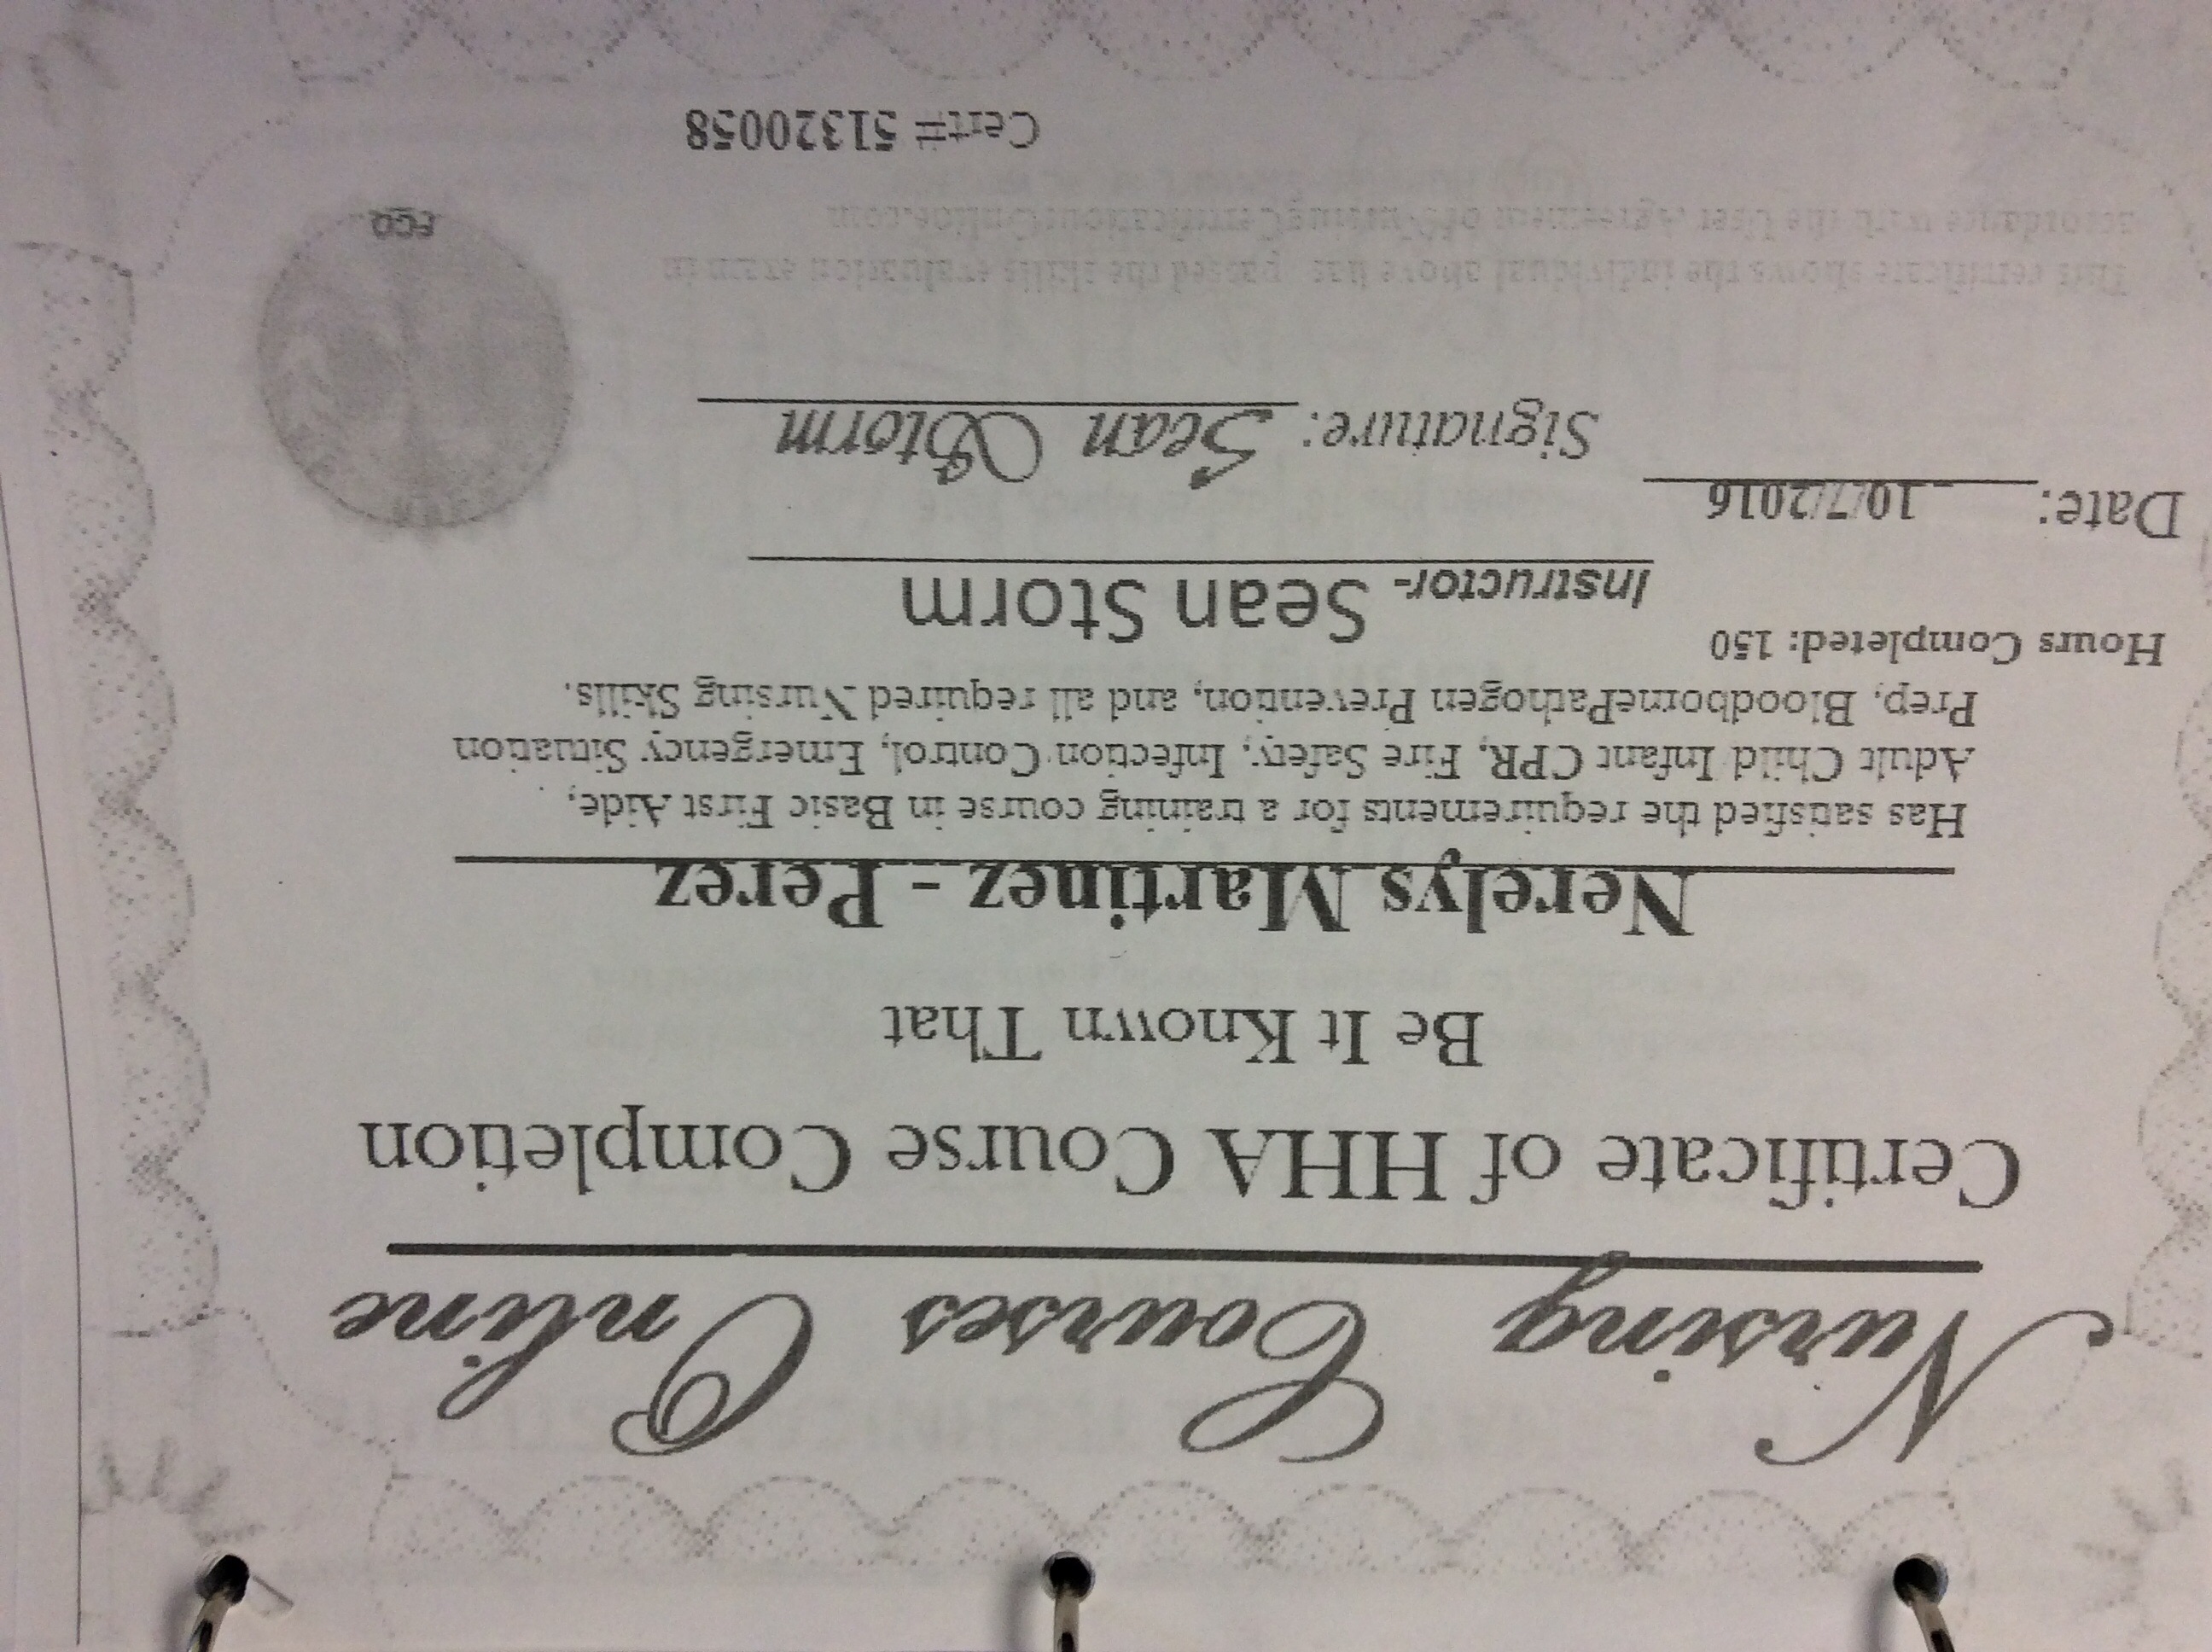 Nursing Courses Online
Certificate of HHA Course Completion
Be It Known That
Nerelys Martinez - Perez
Has satisfied the requirements for a training course in Basic First Aide,
Adult Child Infant CPR, Fire Safety, Infection Control, Emergency Situation
Prep, BloodbornePathogen Prevention, and all required Nursing Skills.
Hours Completed: 150
Instructor- Sean Storm
Date: 10/7/2016
Signature: Sean Storm
This certificate shows the individual above has passed the skills evaluation exam in
accordance with the User Agreement of NursingCertificationsOnline.com
Cert# 51320058